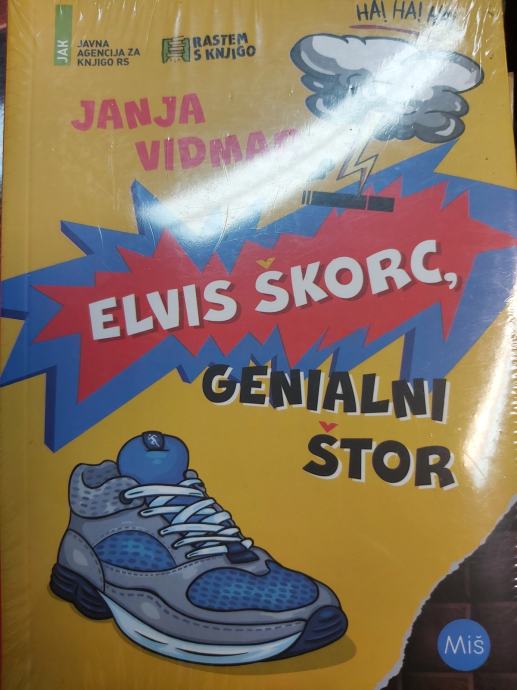 HA! HA! HA!
JAK
JAVNA
AGENCIJA ZA
KNJIGO RS
RASTEM
S KNJIGO
JANJA
VIDMAR
ELVIS ŠKORC,
GENIALNI
ŠTOR
Miš